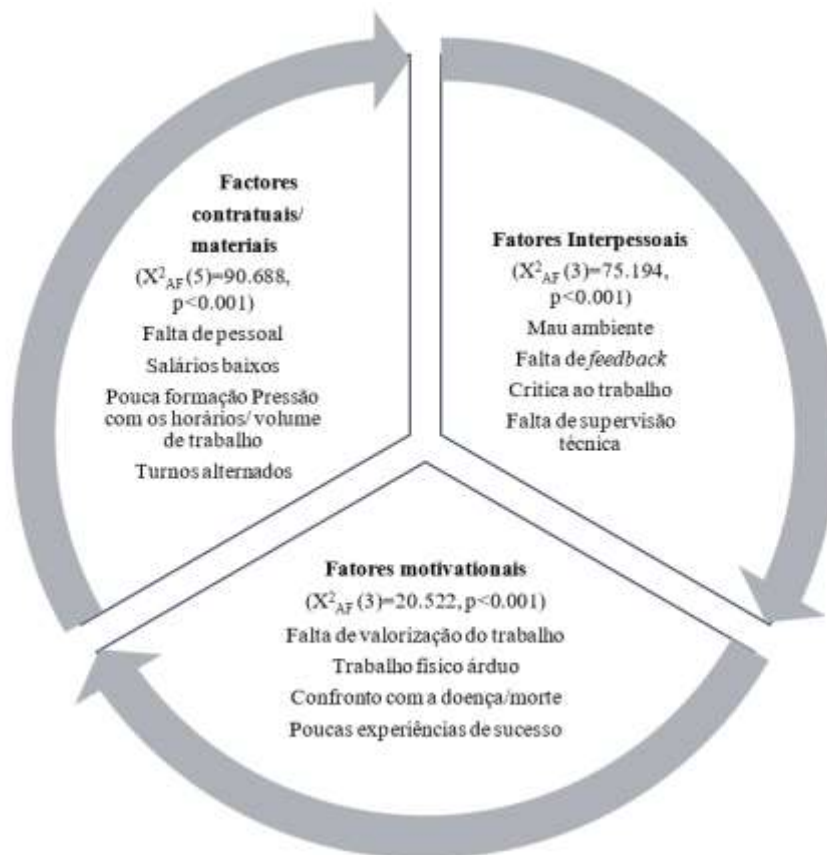 Factores
contratuais/
materiais
(X²AF(5)=90.688,
p<0.001)
Falta de pessoal
Salários baixos
Pouca formação Pressão
com os horários/ volume
de trabalho
Turnos alternados
Fatores Interpessoais
(X²AF(3)=75.194,
p<0.001)
Mau ambiente
Falta de feedback
Critica ao trabalho
Falta de supervisão
técnica
Fatores motivationais
(X²AF(3)=20.522, p<0.001)
Falta de valorização do trabalho
Trabalho físico árduo
Confronto com a doença/morte
Poucas experiências de sucesso